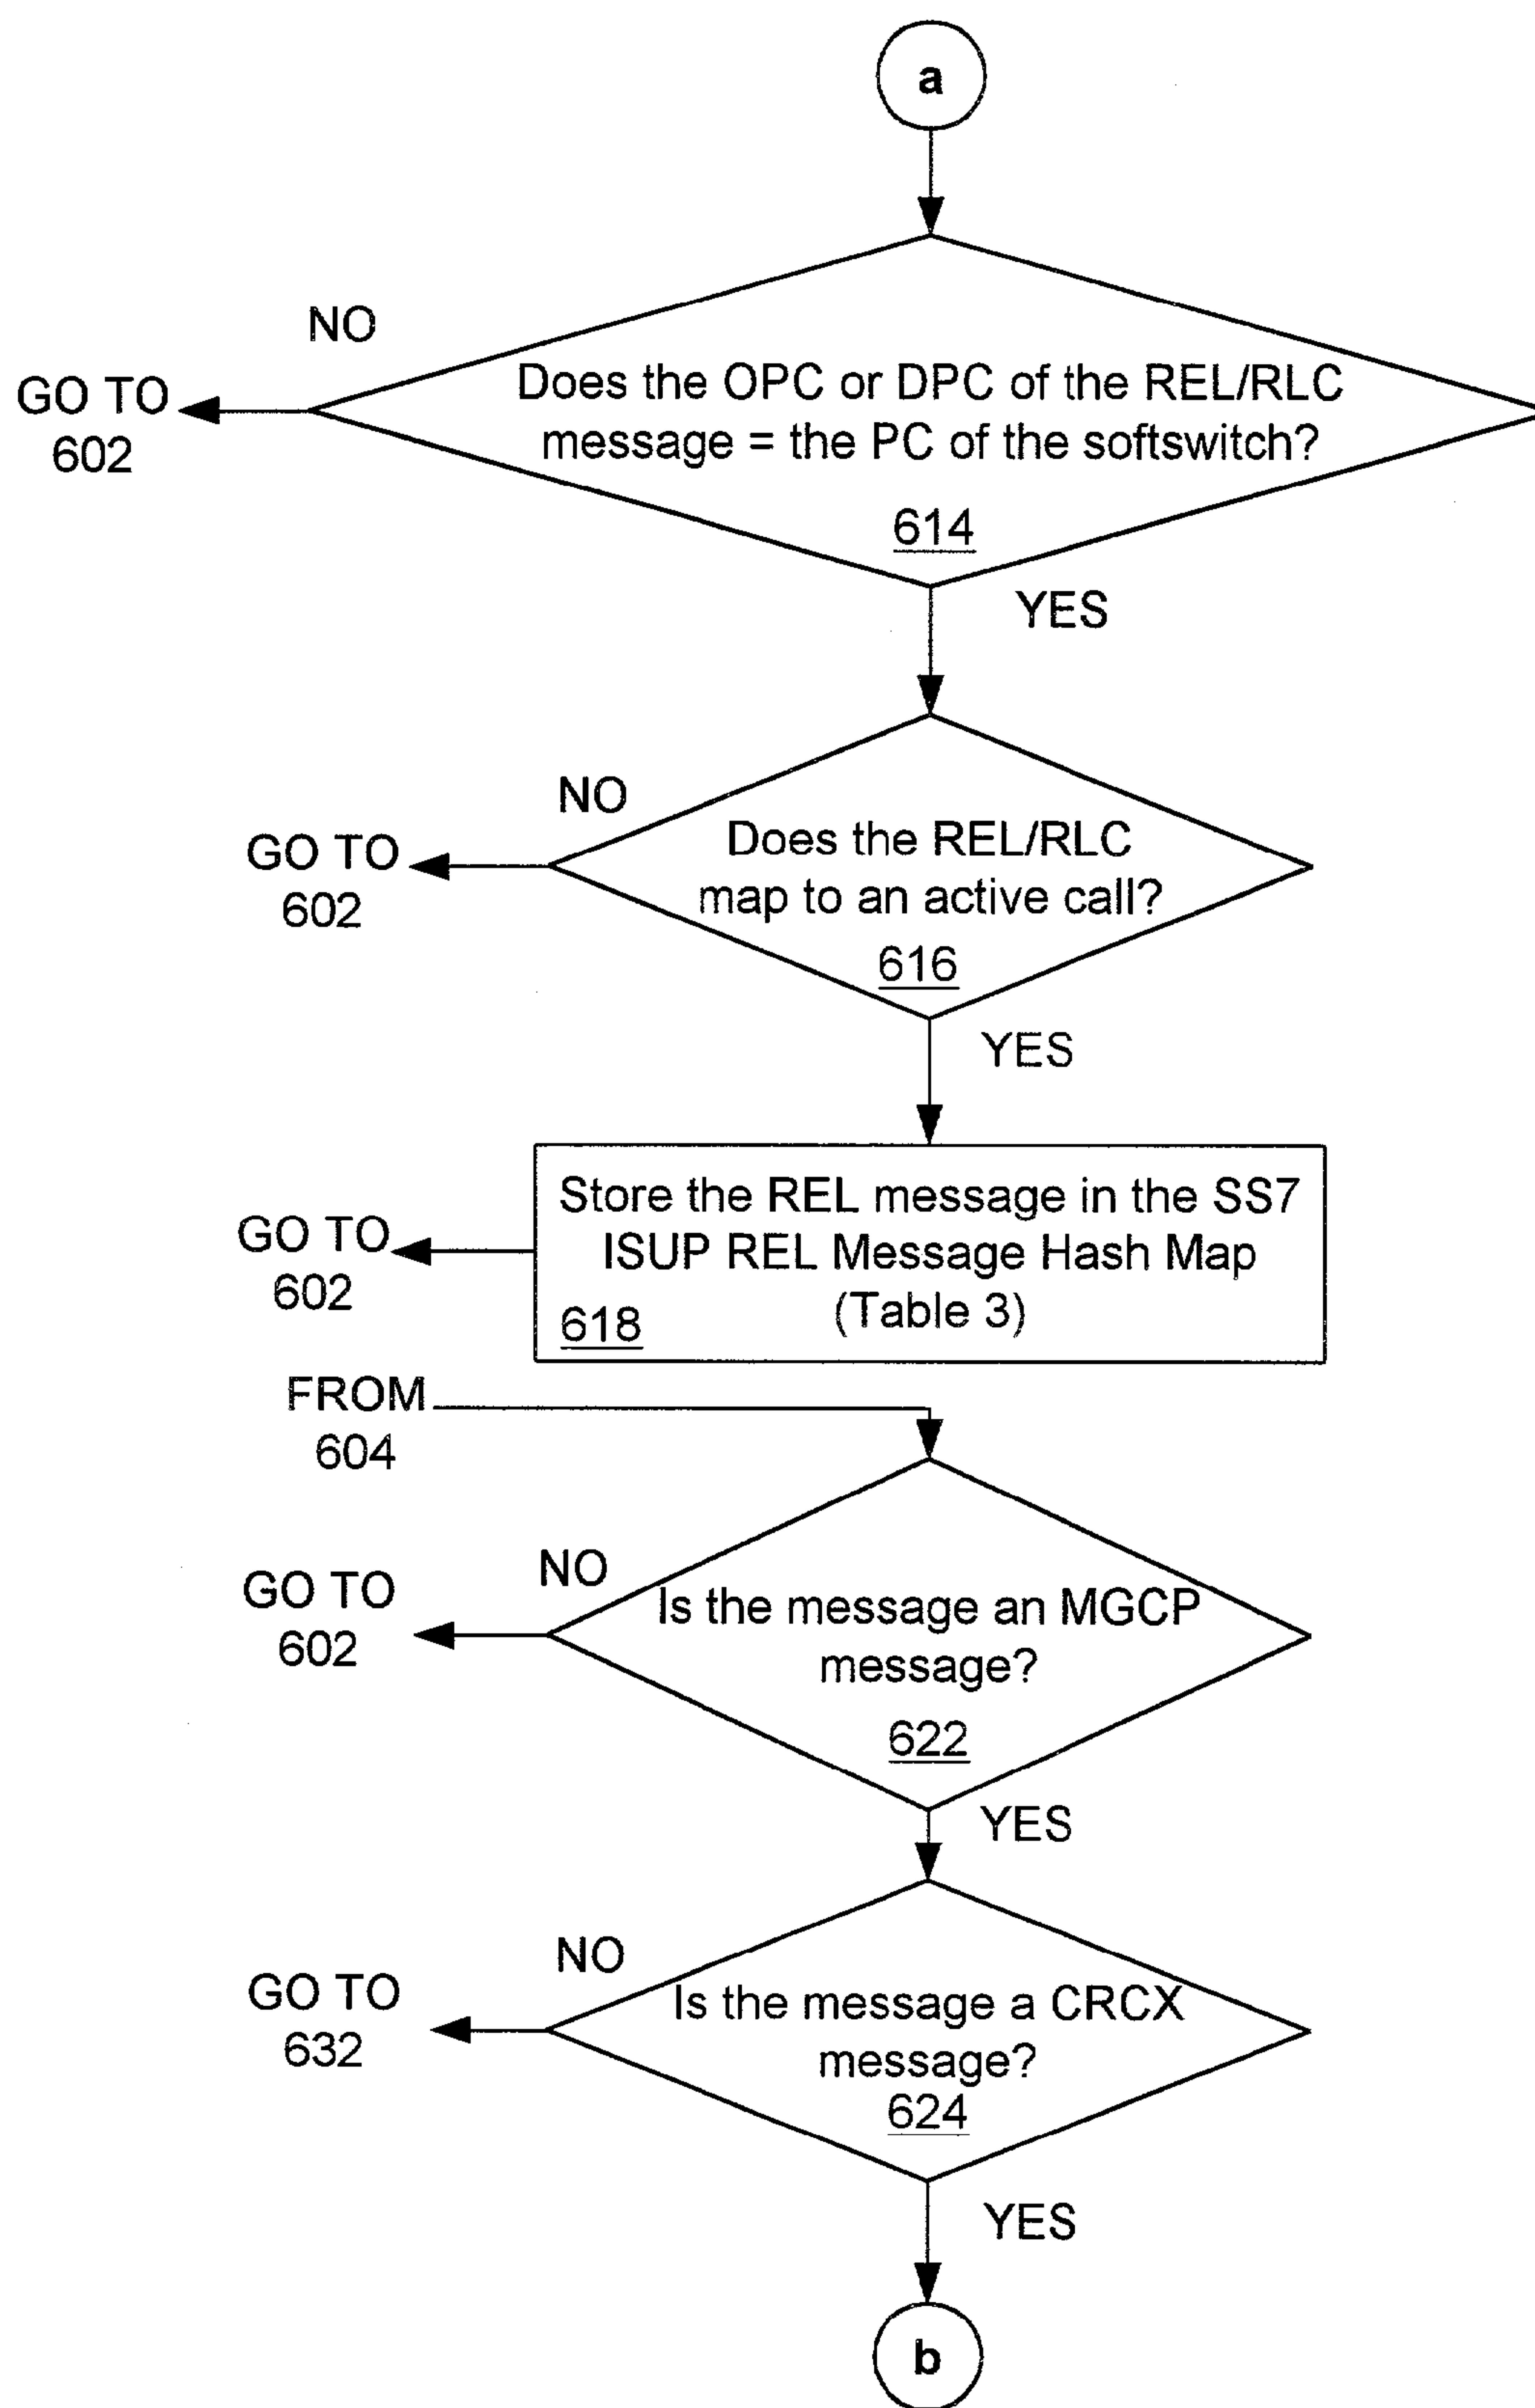 a
NO
GO TO
602
Does the OPC or DPC of the REL/RLC
message = the PC of the softswitch?
614
YES
NO
GO TO
602
Does the REL/RLC
map to an active call?
616
YES
GO TO
602
Store the REL message in the SS7
ISUP REL Message Hash Map
(Table 3)
618
FROM
604
NO
GO TO
602
Is the message an MGCP
message?
622
YES
NO
GO TO
632
Is the message a CRCX
message?
624
YES
b